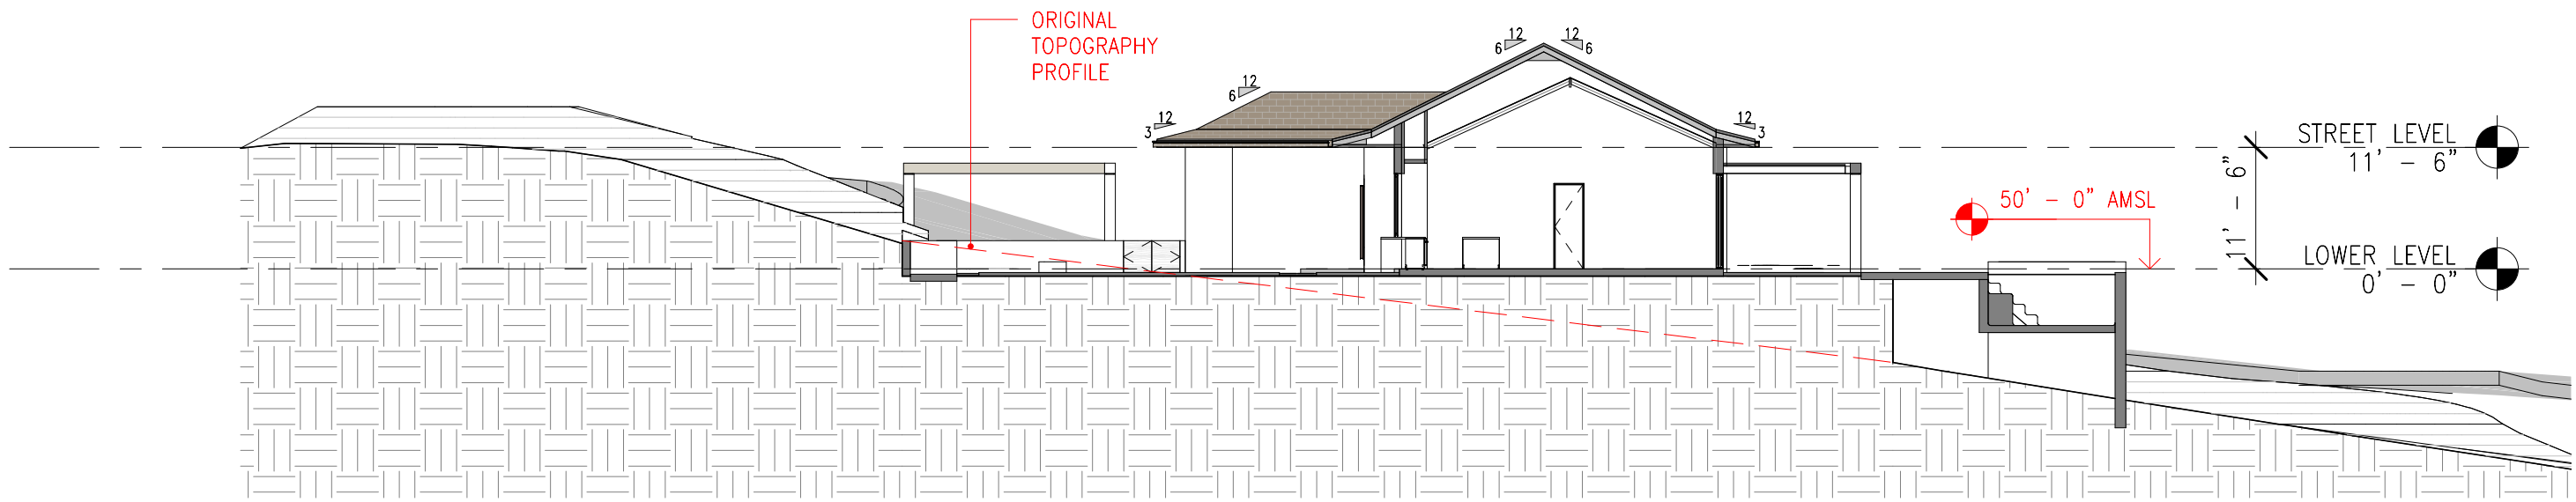 ORIGINAL
TOPOGRAPHY
PROFILE
12
6
12
6
12
6
12
3
12
3
STREET LEVEL
11' - 6"
11' - 6"
50' - 0" AMSL
LOWER LEVEL
0' - 0"